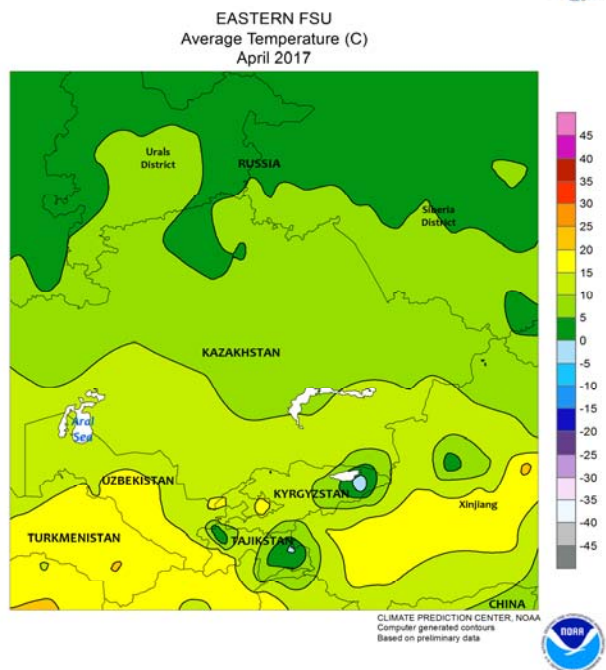 EASTERN FSU
Average Temperature (C)
April 2017
Urals
District
RUSSIA
Siberia
District
KAZAKHSTAN
Aral
Sea
UZBEKISTAN
KYRGYZSTAN
Xinjiang
TURKMENISTAN
TAJIKSTAN
CHINA
45
40
35
30
25
20
15
10
5
0
-5
-10
-15
-20
-25
-30
-35
-40
-45
CLIMATE PREDICTION CENTER, NOAA
Computer generated contours
Based on preliminary data
NOAA